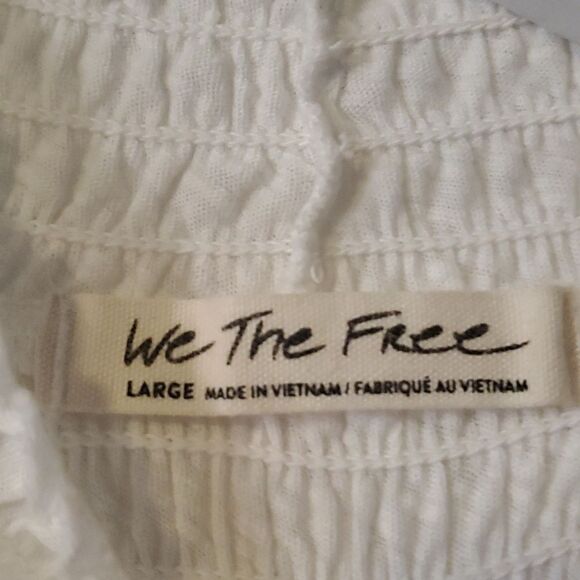 We The Free
LARGE MADE IN VIETNAM / FABRIQUÉ AU VIETNAM